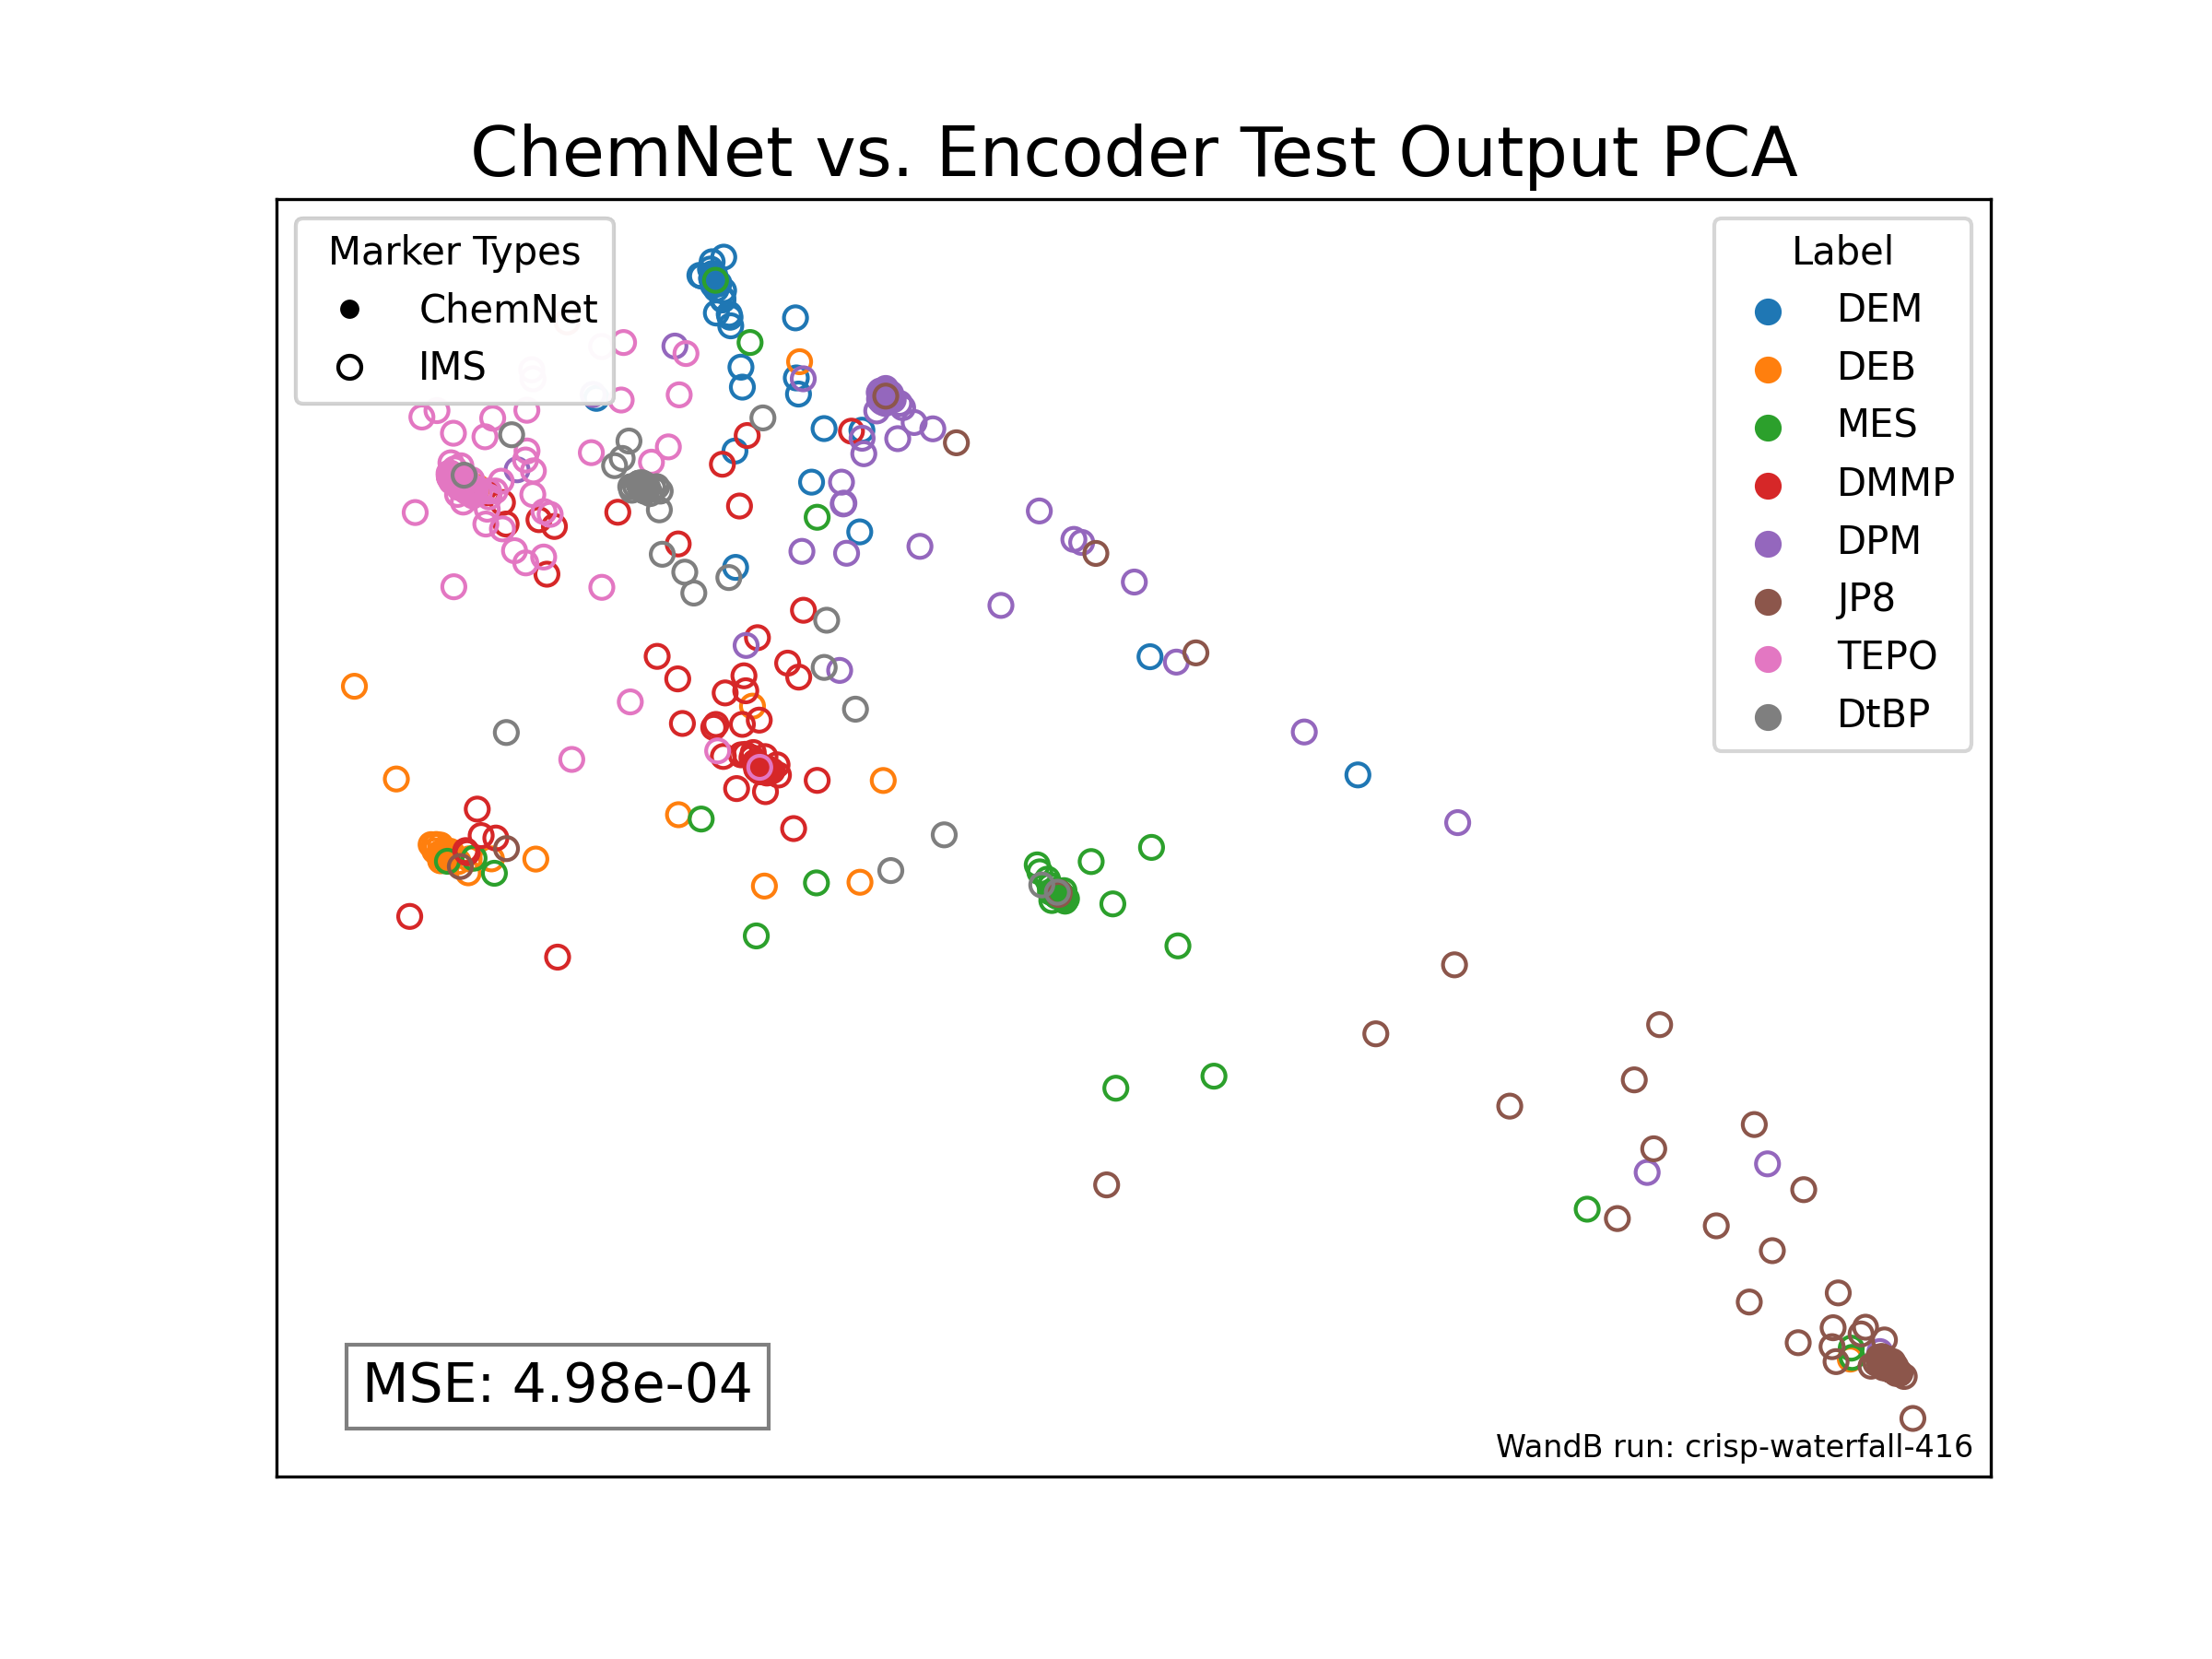 ChemNet vs. Encoder Test Output PCA
Marker Types
ChemNet
IMS
Label
DEM
DEB
MES
DMMP
DPM
JP8
TEPO
DtBP
MSE: 4.98e-04
WandB run: crisp-waterfall-416